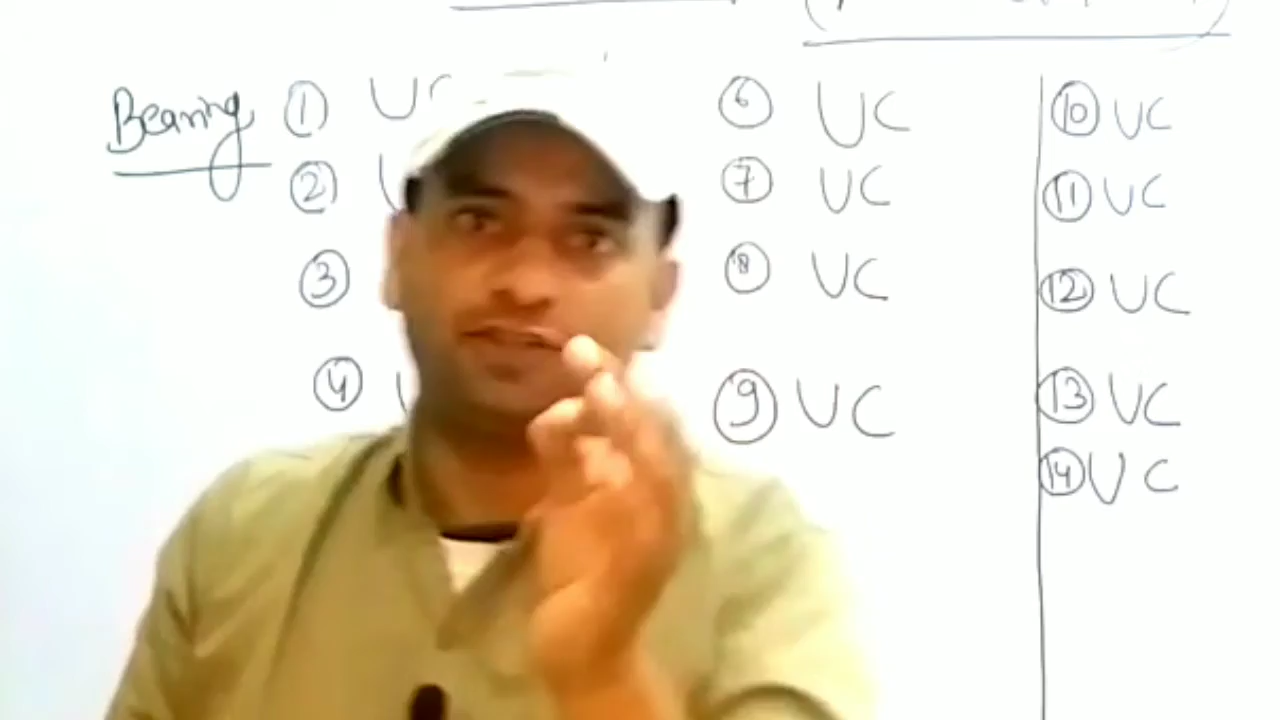 Bearing ① UC
②
③
④
⑥ UC
⑦ UC
⑧ UC
⑨ UC
⑩ UC
⑪ UC
⑫ UC
⑬ UC
⑭ UC